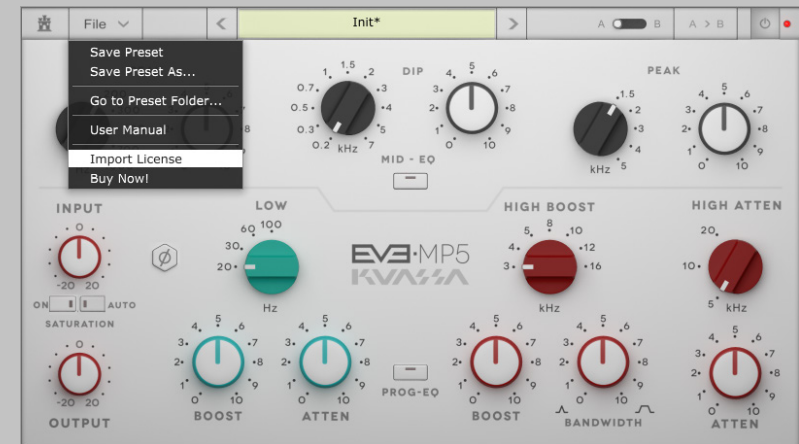 File
Init*
A B
A > B
Save Preset
Save Preset As...
Go to Preset Folder...
User Manual
Import License
Buy Now!
DIP
PEAK
0.2 0.3 0.5 0.7 1 1.5 2 3 4 5 7
kHz
0 1 2 3 4 5 6 7 8 9 10
MID - EQ
1.5 2 3 4 5
kHz
0 1 2 3 4 5 6 7 8 9 10
INPUT
0
-20 20
ON AUTO
SATURATION
0
-20 20
OUTPUT
LOW
20 30 60 100
Hz
EVE·MP5
KVAZAR
HIGH BOOST
3 4 5 8 10 12 16
kHz
HIGH ATTEN
5 10 20
kHz
0 1 2 3 4 5 6 7 8 9 10
BOOST
0 1 2 3 4 5 6 7 8 9 10
ATTEN
PROG-EQ
0 1 2 3 4 5 6 7 8 9 10
BOOST
0 1 2 3 4 5 6 7 8 9 10
BANDWIDTH
0 1 2 3 4 5 6 7 8 9 10
ATTEN